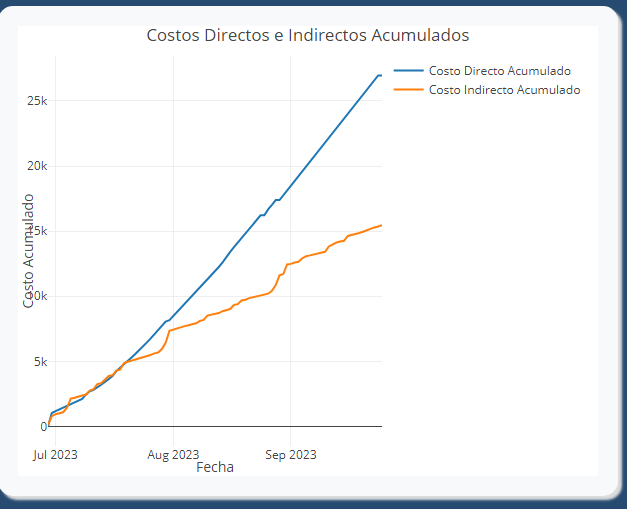 Costos Directos e Indirectos Acumulados
Costo Directo Acumulado
Costo Indirecto Acumulado
Costo Acumulado
25k
20k
15k
10k
5k
0
Jul 2023
Aug 2023
Sep 2023
Fecha